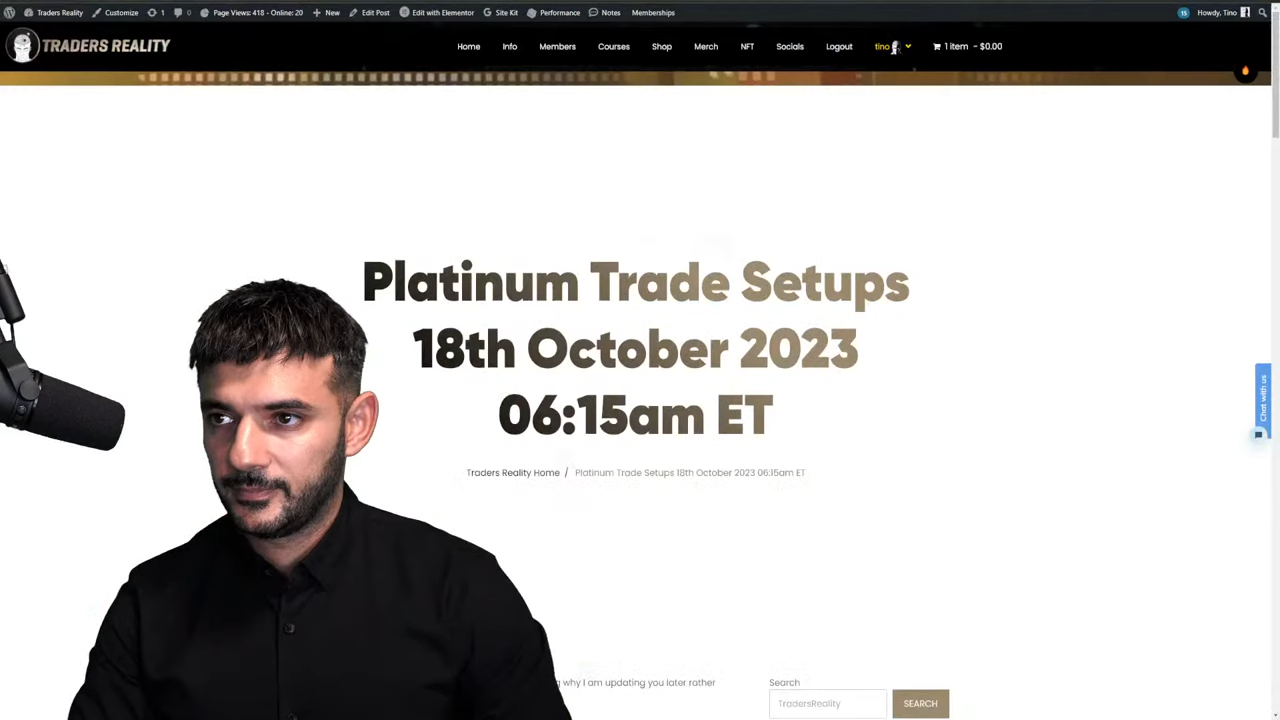 Traders Reality Customize 1 0 Page Views: 418 - Online: 20 New Edit Post Edit with Elementor Site Kit Performance Notes Memberships 15 Howdy, Tino
TRADERS REALITY Home Info Members Courses Shop Merch NFT Socials Logout tino 1 item - $0.00
Platinum Trade Setups
18th October 2023
06:15am ET
Chat with us
Traders Reality Home / Platinum Trade Setups 18th October 2023 06:15am ET
why I am updating you later rather
Search
TradersReality SEARCH